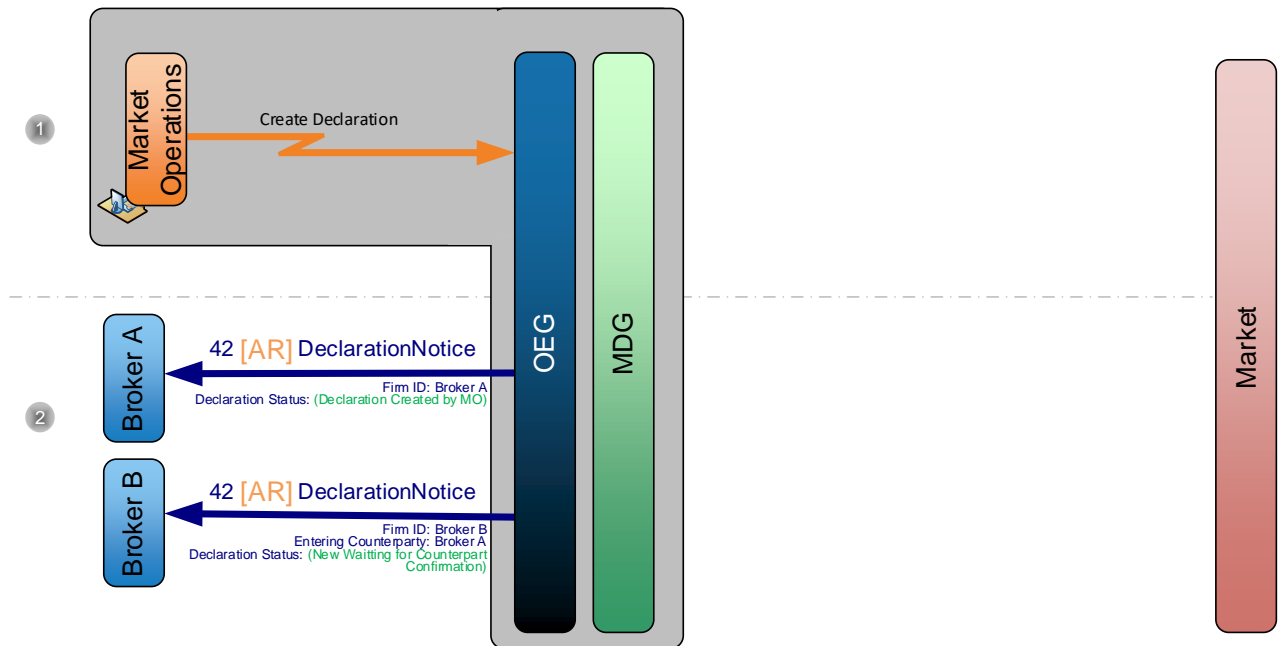 1
Market
Operations
Create Declaration
OEG
MDG
Market
2
Broker A
42 [AR] DeclarationNotice
Firm ID: Broker A
Declaration Status: (Declaration Created by MO)
Broker B
42 [AR] DeclarationNotice
Firm ID: Broker B
Entering Counterparty: Broker A
Declaration Status: (New Waitting for Counterpart
Confirmation)